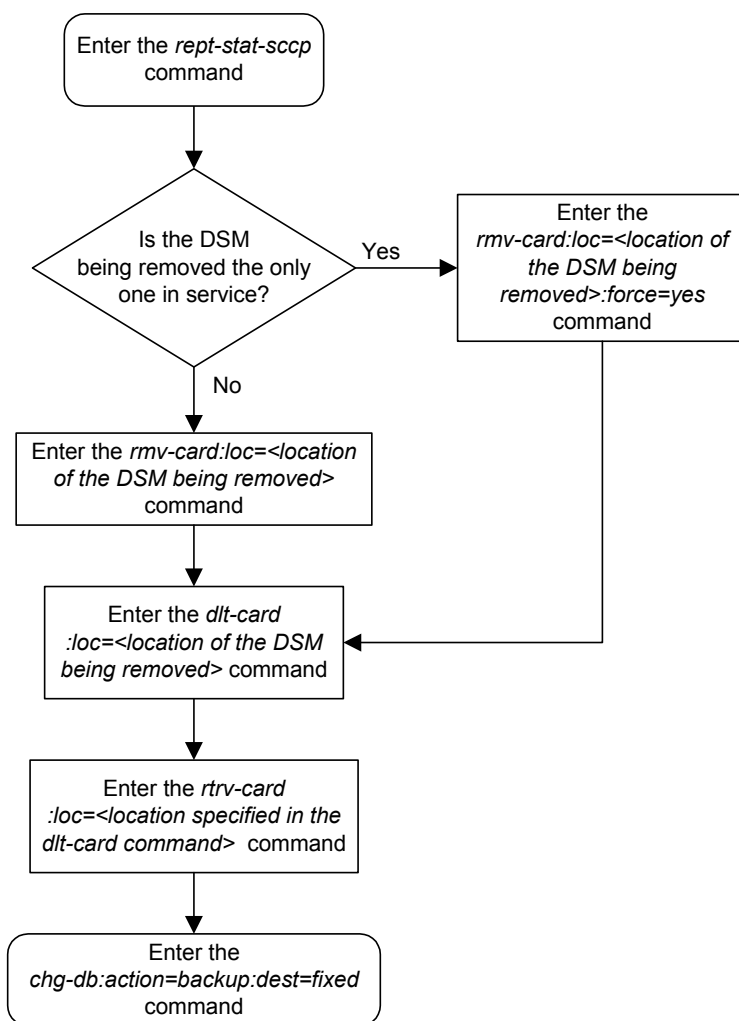 Enter the rept-stat-sccp
command
Is the DSM
being removed the only
one in service?
Yes
Enter the
rmv-card:loc=<location of
the DSM being
removed>:force=yes
command
No
Enter the rmv-card:loc=<location
of the DSM being removed>
command
Enter the dlt-card
:loc=<location of the DSM
being removed> command
Enter the rtrv-card
:loc=<location specified in the
dlt-card command> command
Enter the
chg-db:action=backup:dest=fixed
command